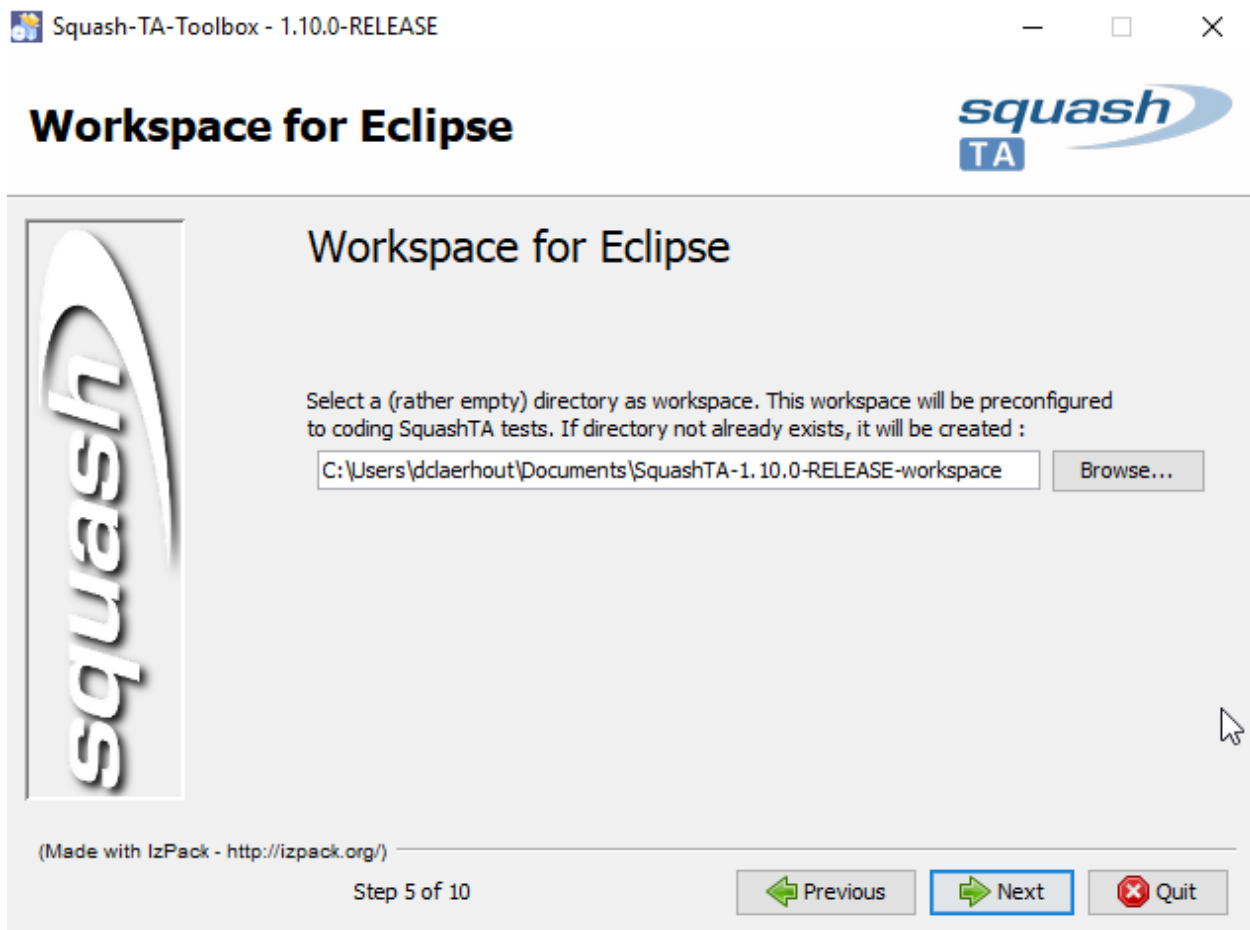 Squash-TA-Toolbox - 1.10.0-RELEASE
Workspace for Eclipse
squash
TA
Workspace for Eclipse
squash
Select a (rather empty) directory as workspace. This workspace will be preconfigured
to coding SquashTA tests. If directory not already exists, it will be created :
C:\Users\dclaerhout\Documents\SquashTA-1.10.0-RELEASE-workspace
Browse...
(Made with IzPack - http://izpack.org/)
Step 5 of 10
Previous
Next
Quit